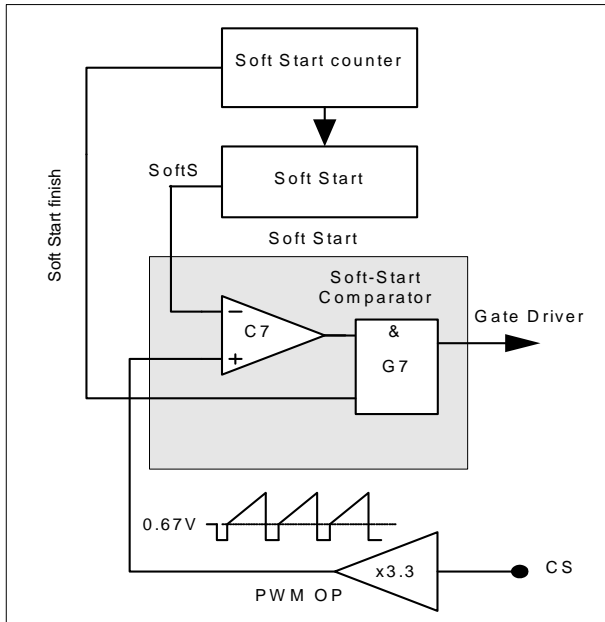 Soft Start counter
SoftS
Soft Start
Soft Start finish
Soft Start
Soft-Start
Comparator
Gate Driver
−
C7
+
&
G7
0.67V
x3.3
CS
PWM OP